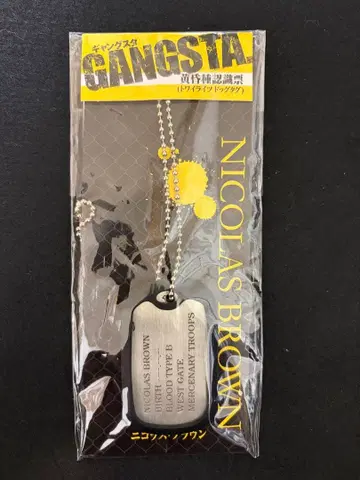 ギャングスタ
GANGSTA.
黄昏種認識票
(トワイライツ ドッグタグ)
NICOLAS BROWN
NICOLAS BROWN
BIRTH
BLOOD TYPE B
WEST GATE
MERCENARY TROOPS
ニコラス・ブラウン